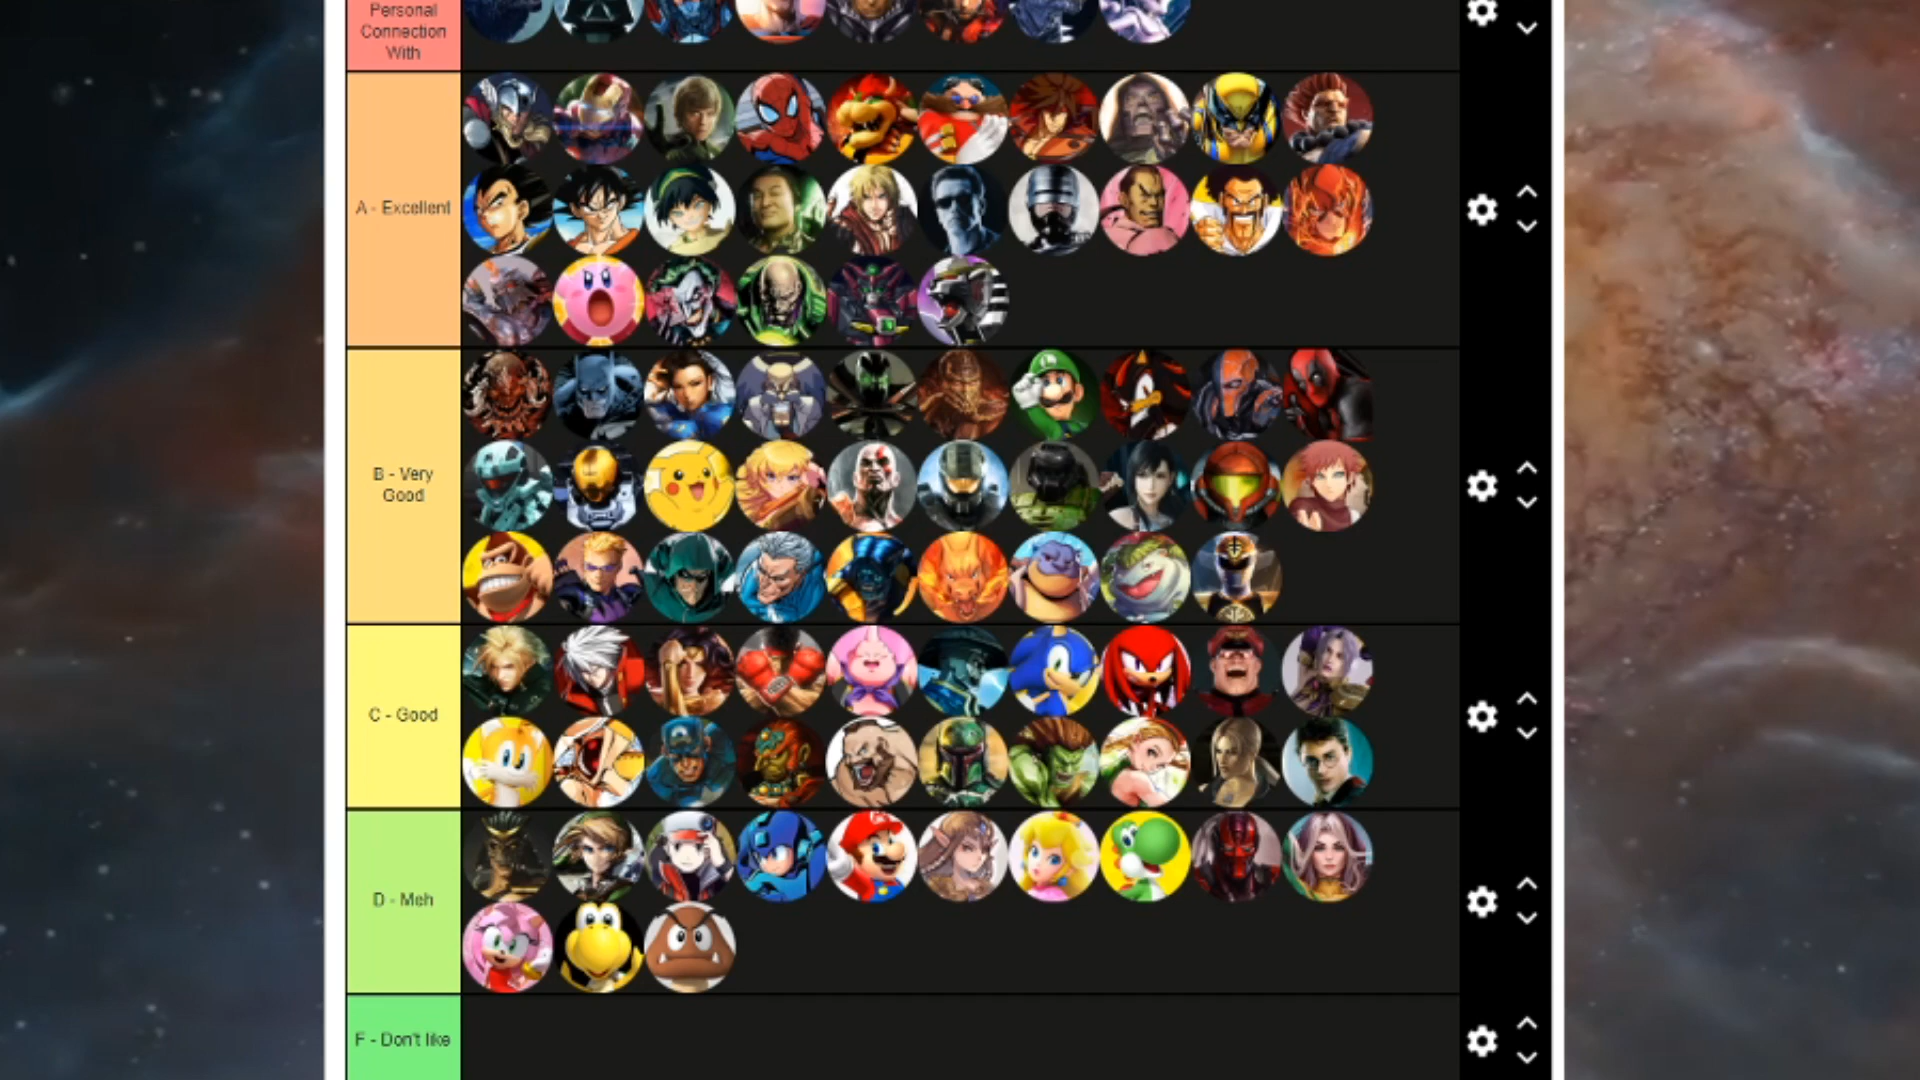 Personal
Connection
With
A - Excellent
B - Very
Good
C - Good
D - Meh
F - Don't like